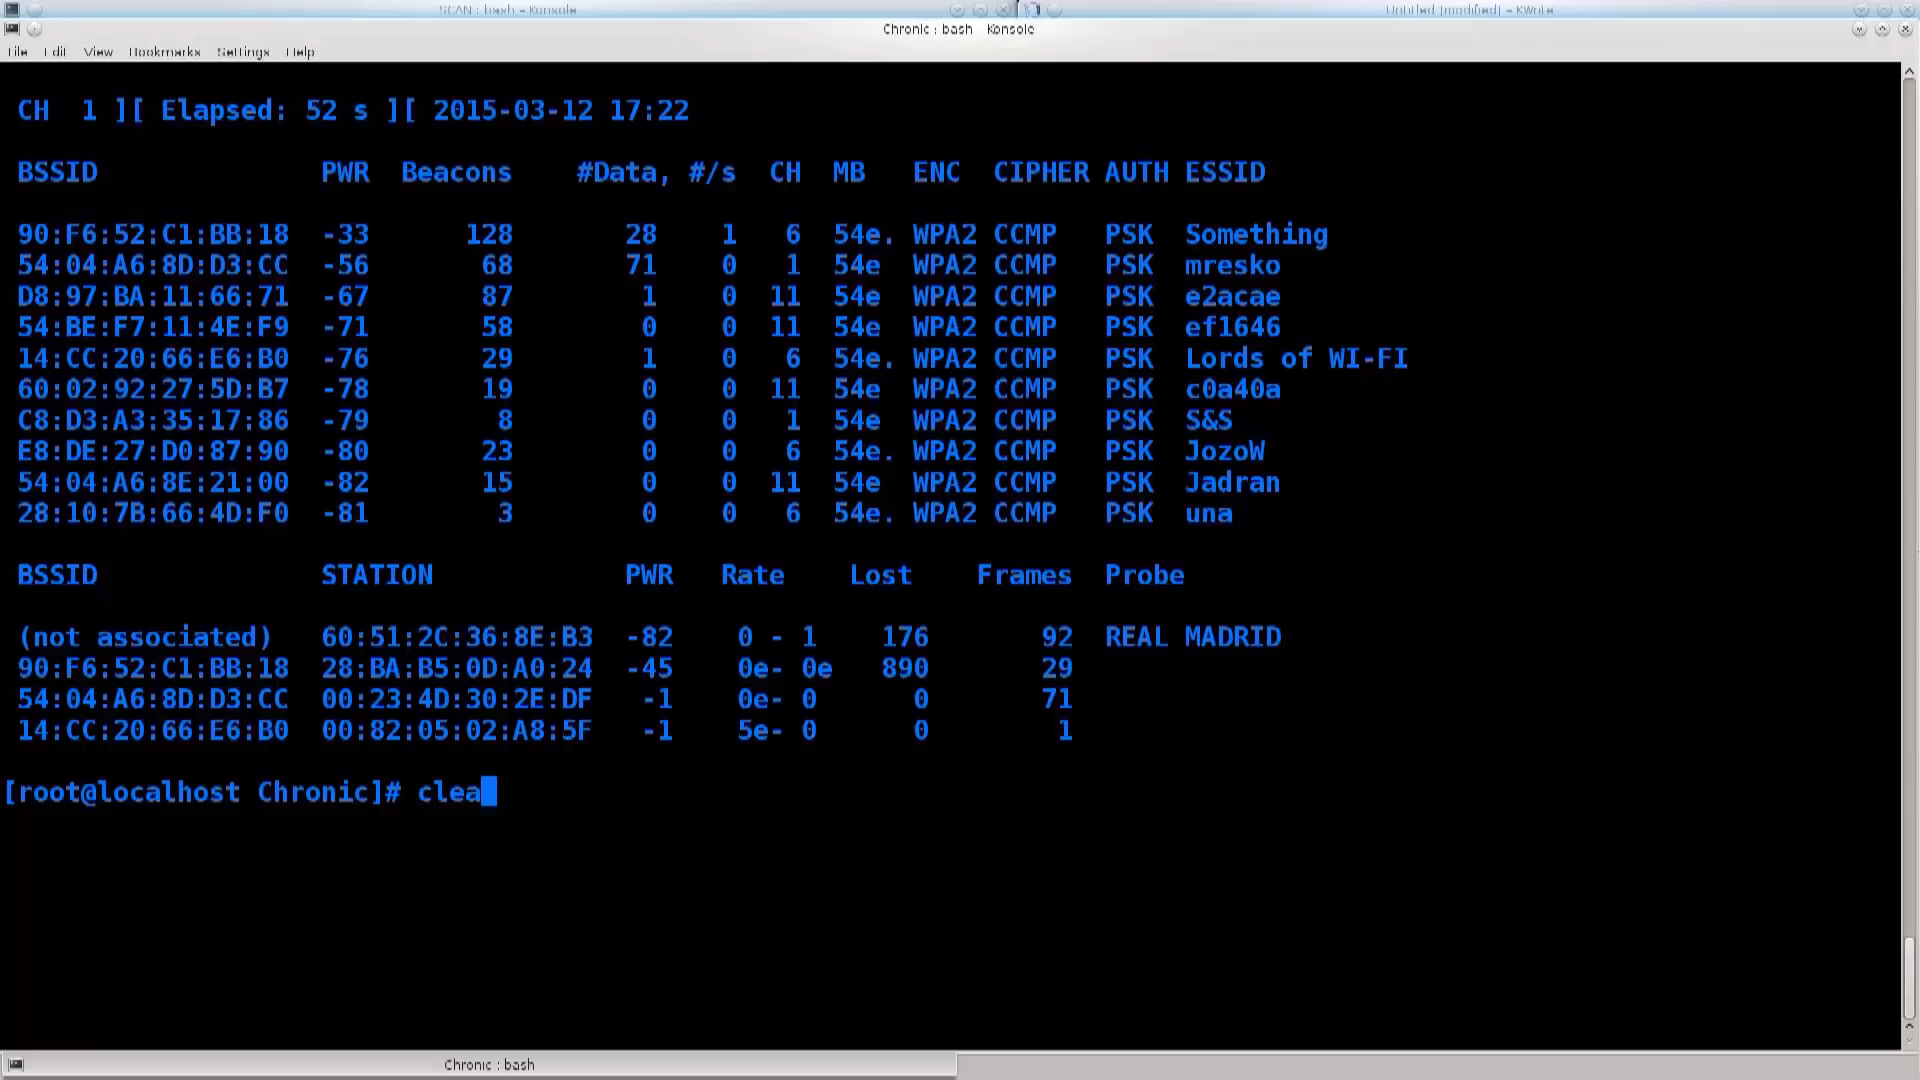 SCAN : bash – Konsole
Untitled [modified] – KWrite
Chronic : bash Konsole
File Edit View Bookmarks Settings Help
CH 1 ][ Elapsed: 52 s ][ 2015-03-12 17:22
BSSID PWR Beacons #Data, #/s CH MB ENC CIPHER AUTH ESSID
90:F6:52:C1:BB:18 -33 128 28 1 6 54e. WPA2 CCMP PSK Something
54:04:A6:8D:D3:CC -56 68 71 0 1 54e WPA2 CCMP PSK mresko
D8:97:BA:11:66:71 -67 87 1 0 11 54e WPA2 CCMP PSK e2acae
54:BE:F7:11:4E:F9 -71 58 0 0 11 54e WPA2 CCMP PSK ef1646
14:CC:20:66:E6:B0 -76 29 1 0 6 54e. WPA2 CCMP PSK Lords of WI-FI
60:02:92:27:5D:B7 -78 19 0 0 11 54e WPA2 CCMP PSK c0a40a
C8:D3:A3:35:17:86 -79 8 0 0 1 54e WPA2 CCMP PSK S&S
E8:DE:27:D0:87:90 -80 23 0 0 6 54e. WPA2 CCMP PSK JozoW
54:04:A6:8E:21:00 -82 15 0 0 11 54e WPA2 CCMP PSK Jadran
28:10:7B:66:4D:F0 -81 3 0 0 6 54e. WPA2 CCMP PSK una
BSSID STATION PWR Rate Lost Frames Probe
(not associated) 60:51:2C:36:8E:B3 -82 0 - 1 176 92 REAL MADRID
90:F6:52:C1:BB:18 28:BA:B5:0D:A0:24 -45 0e- 0e 890 29
54:04:A6:8D:D3:CC 00:23:4D:30:2E:DF -1 0e- 0 0 71
14:CC:20:66:E6:B0 00:82:05:02:A8:5F -1 5e- 0 0 1
[root@localhost Chronic]# clea
Chronic : bash